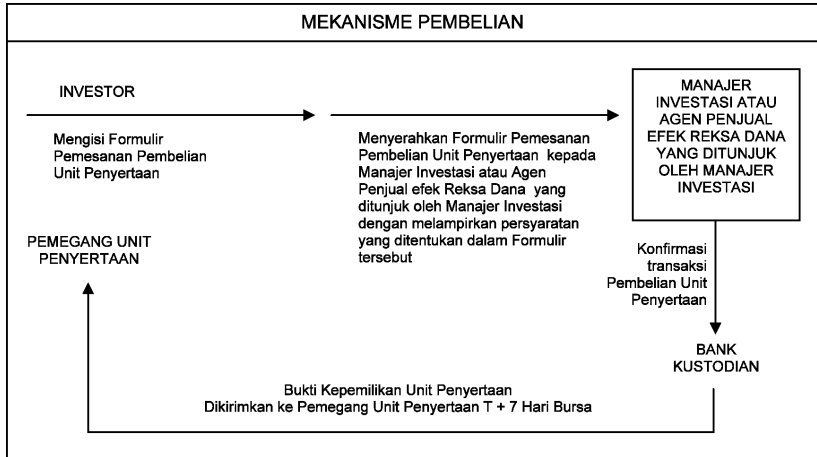 MEKANISME PEMBELIAN
INVESTOR
Mengisi Formulir
Pemesanan Pembelian
Unit Penyertaan
Menyerahkan Formulir Pemesanan
Pembelian Unit Penyertaan kepada
Manajer Investasi atau Agen
Penjual efek Reksa Dana yang
ditunjuk oleh Manajer Investasi
dengan melampirkan persyaratan
yang ditentukan dalam Formulir
tersebut
MANAJER
INVESTASI ATAU
AGEN PENJUAL
EFEK REKSA DANA
YANG DITUNJUK
OLEH MANAJER
INVESTASI
Konfirmasi
transaksi
Pembelian Unit
Penyertaan
BANK
KUSTODIAN
Bukti Kepemilikan Unit Penyertaan
Dikirimkan ke Pemegang Unit Penyertaan T + 7 Hari Bursa
PEMEGANG UNIT
PENYERTAAN